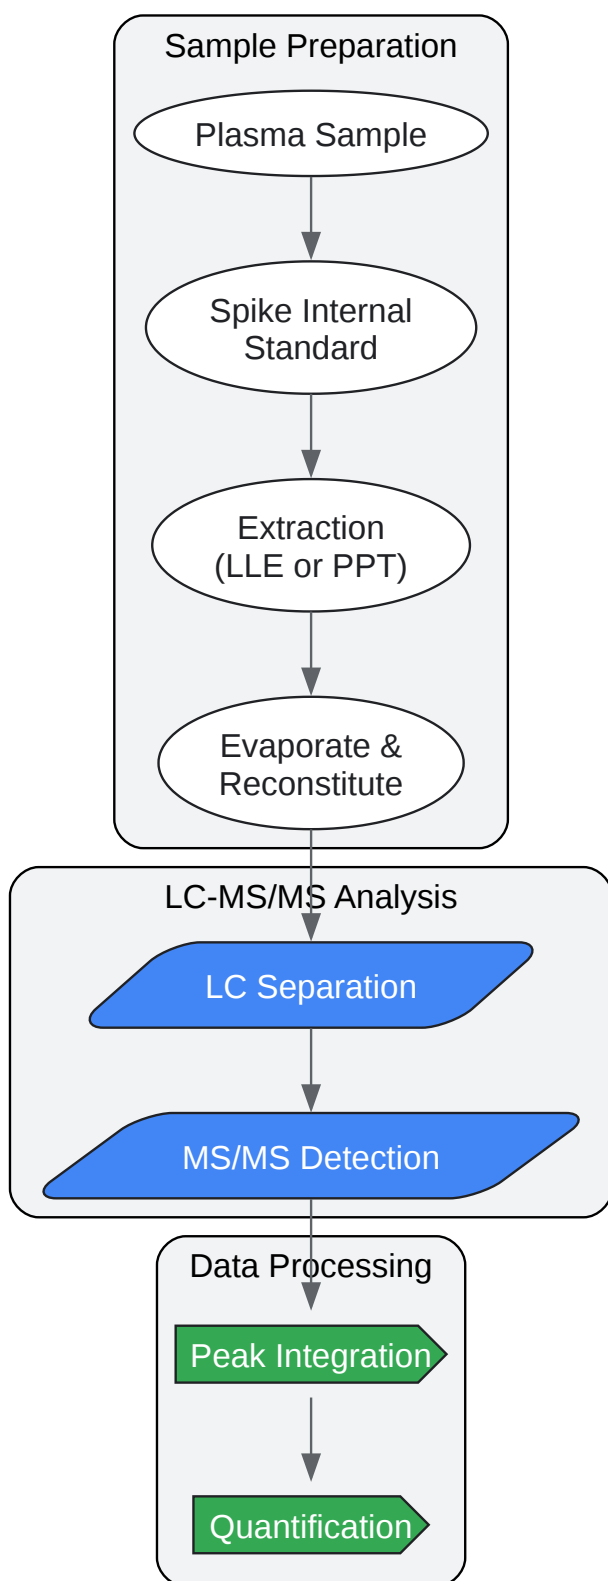 Sample Preparation
Plasma Sample
Spike Internal
Standard
Extraction
(LLE or PPT)
Evaporate &
Reconstitute
LC-MS/MS Analysis
LC Separation
MS/MS Detection
Data Processing
Peak Integration
Quantification